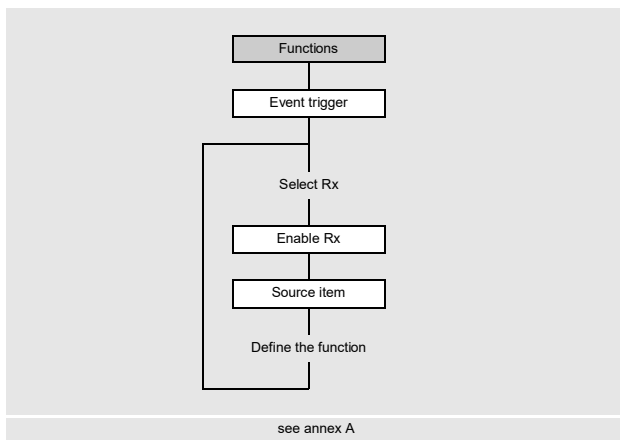 Functions
Event trigger
Select Rx
Enable Rx
Source item
Define the function
see annex A